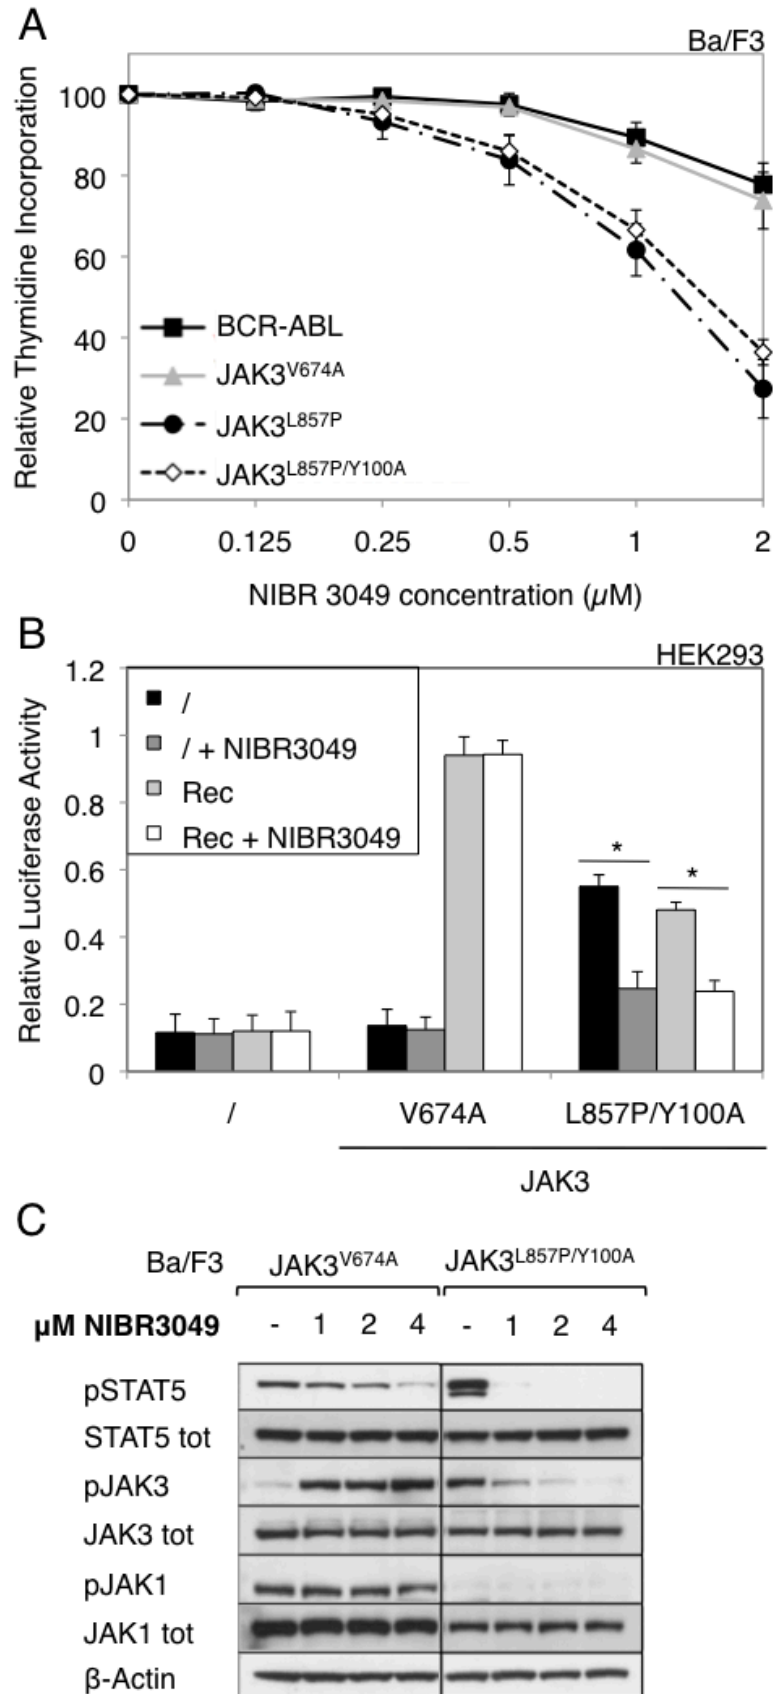 A
Ba/F3
Relative Thymidine Incorporation
100
80
60
40
20
0
BCR-ABL
JAK3V674A
JAK3L857P
JAK3L857P/Y100A
0 0.125 0.25 0.5 1 2
NIBR 3049 concentration (µM)
B
HEK293
Relative Luciferase Activity
1.2
1
0.8
0.6
0.4
0.2
0
/
/ + NIBR3049
Rec
Rec + NIBR3049
* *
/ V674A L857P/Y100A
JAK3
C
Ba/F3 JAK3V674A JAK3L857P/Y100A
µM NIBR3049 - 1 2 4 - 1 2 4
pSTAT5
STAT5 tot
pJAK3
JAK3 tot
pJAK1
JAK1 tot
β-Actin